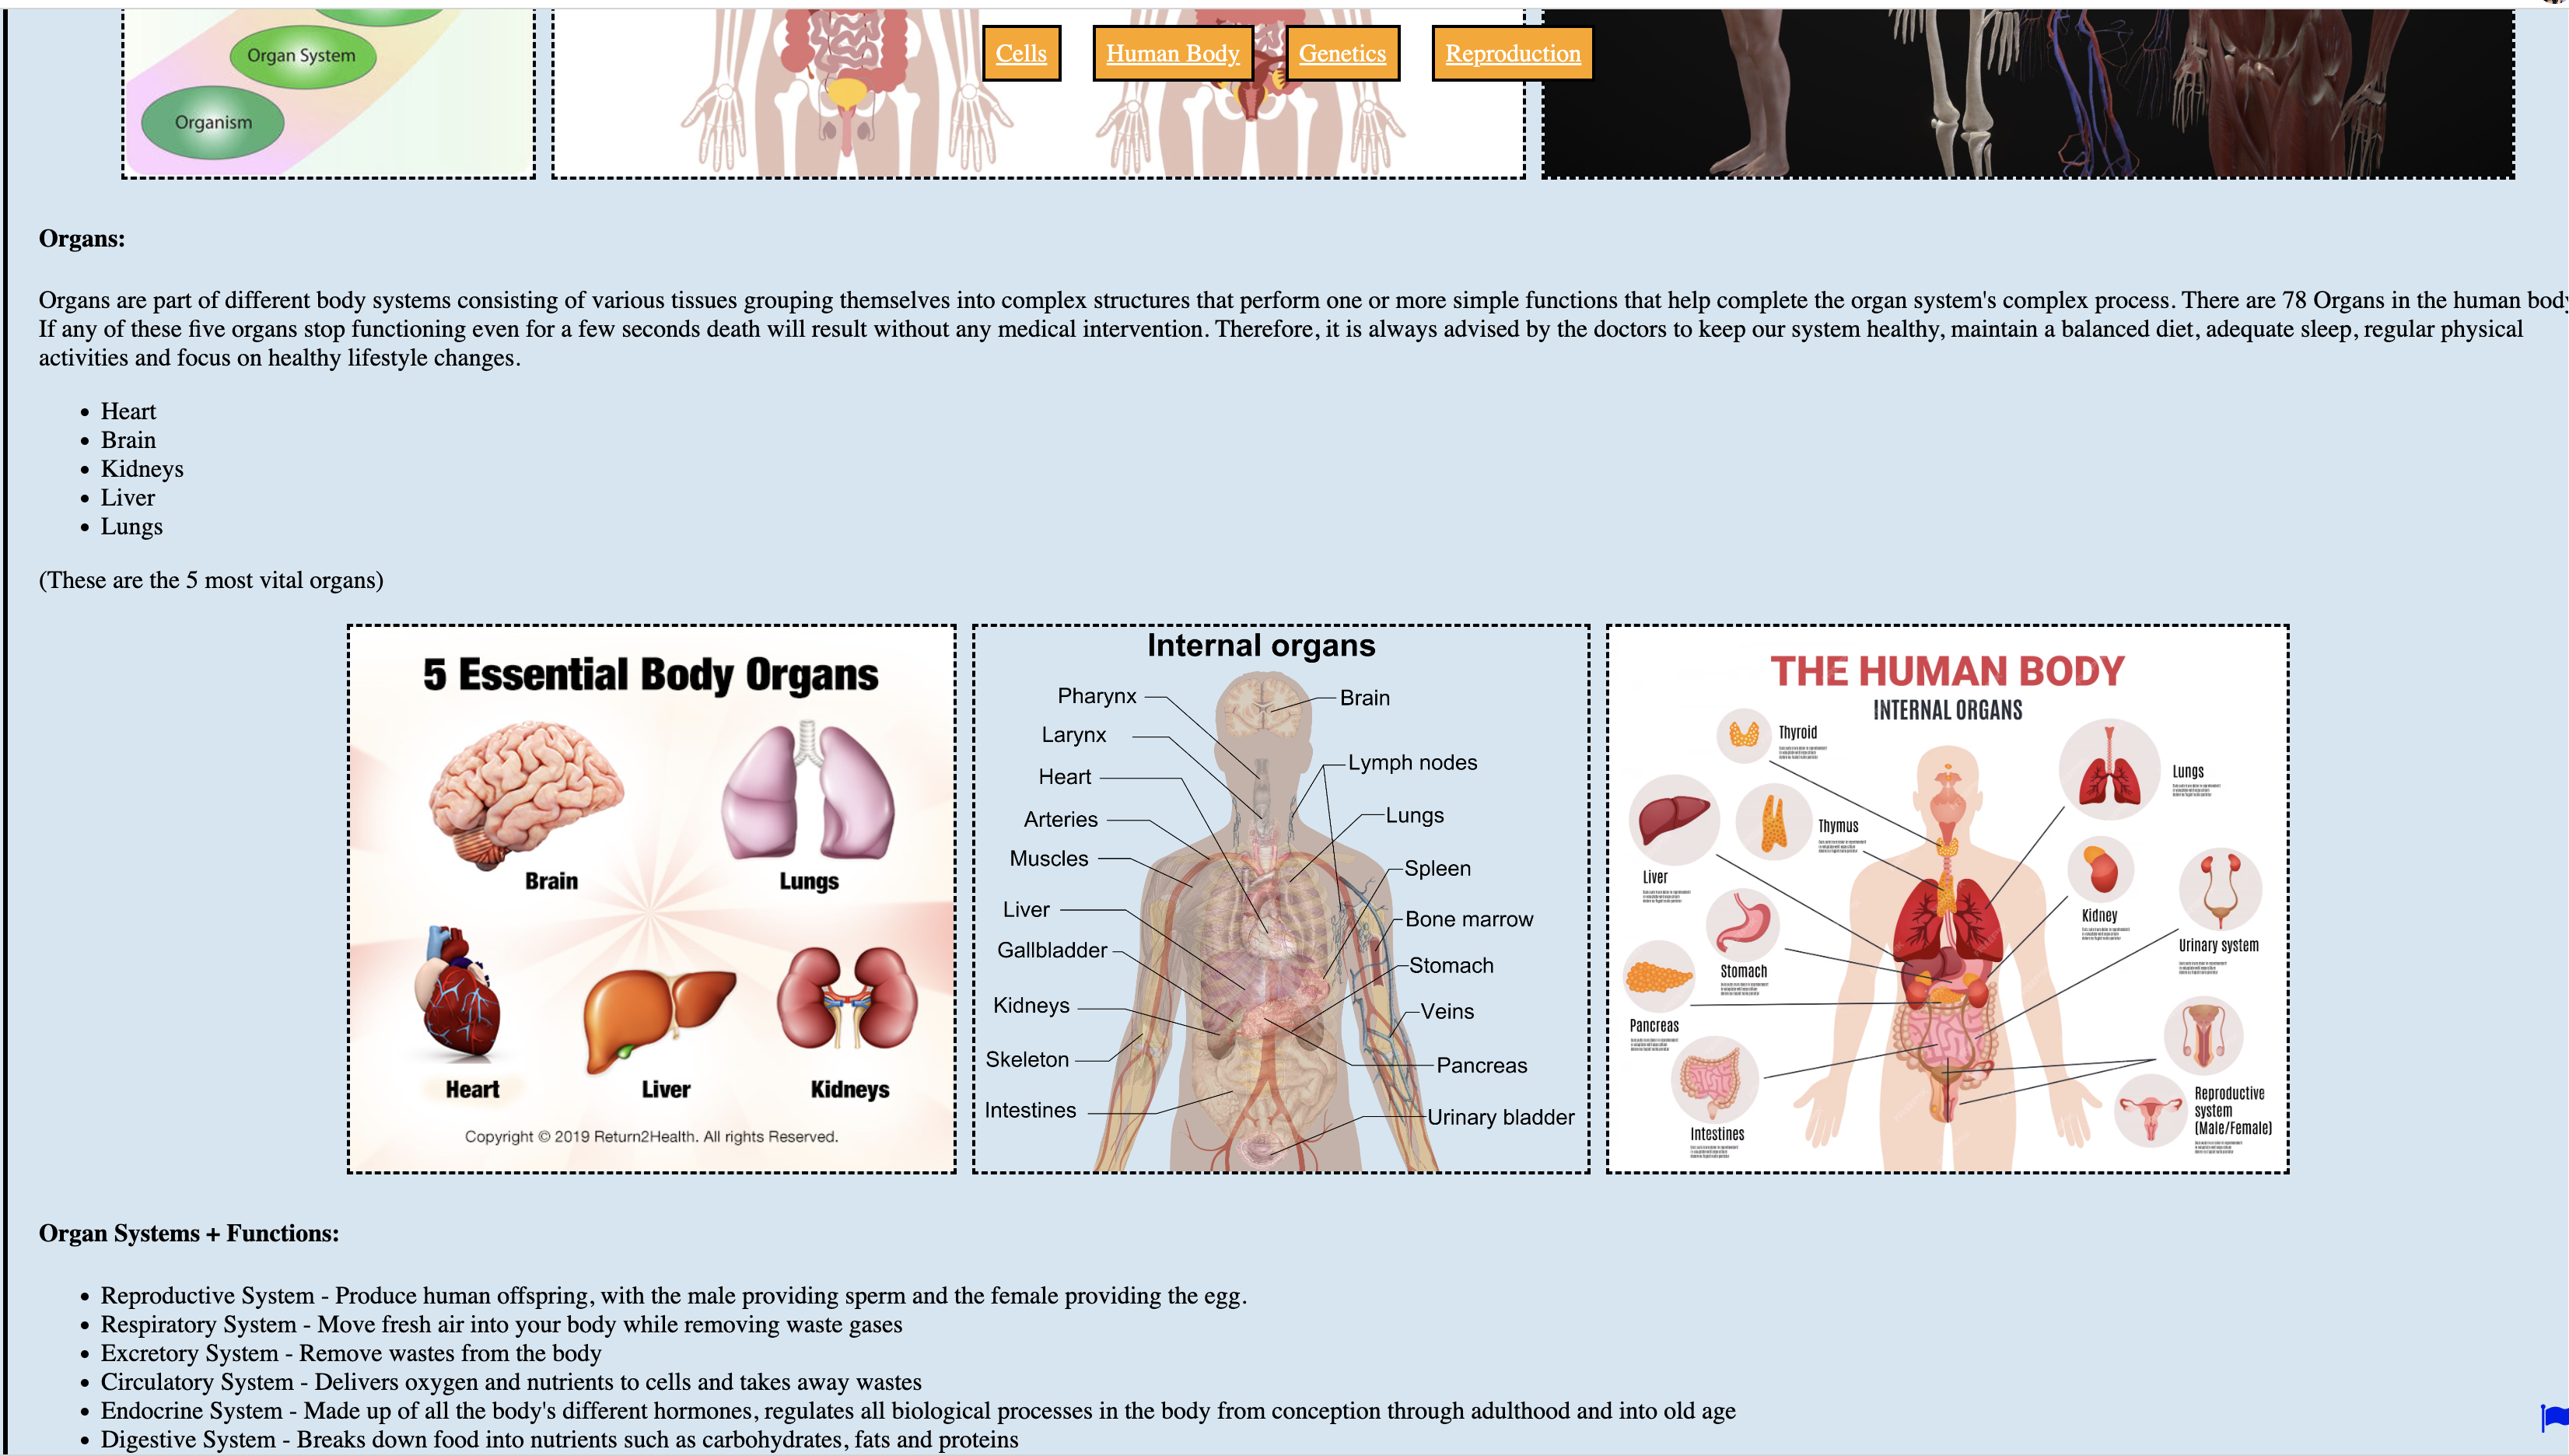 Organ System
Organism
Cells
Human Body
Genetics
Reproduction
Organs:
Organs are part of different body systems consisting of various tissues grouping themselves into complex structures that perform one or more simple functions that help complete the organ system's complex process. There are 78 Organs in the human body
If any of these five organs stop functioning even for a few seconds death will result without any medical intervention. Therefore, it is always advised by the doctors to keep our system healthy, maintain a balanced diet, adequate sleep, regular physical
activities and focus on healthy lifestyle changes.
• Heart
• Brain
• Kidneys
• Liver
• Lungs
(These are the 5 most vital organs)
5 Essential Body Organs
Brain
Lungs
Heart
Liver
Kidneys
Copyright © 2019 Return2Health. All rights Reserved.
Internal organs
Pharynx
Larynx
Heart
Arteries
Muscles
Liver
Gallbladder
Kidneys
Skeleton
Intestines
Brain
Lymph nodes
Lungs
Spleen
Bone marrow
Stomach
Veins
Pancreas
Urinary bladder
THE HUMAN BODY
INTERNAL ORGANS
Thyroid
Thymus
Liver
Stomach
Pancreas
Intestines
Lungs
Kidney
Urinary system
Reproductive
system
(Male/Female)
Organ Systems + Functions:
• Reproductive System - Produce human offspring, with the male providing sperm and the female providing the egg.
• Respiratory System - Move fresh air into your body while removing waste gases
• Excretory System - Remove wastes from the body
• Circulatory System - Delivers oxygen and nutrients to cells and takes away wastes
• Endocrine System - Made up of all the body's different hormones, regulates all biological processes in the body from conception through adulthood and into old age
• Digestive System - Breaks down food into nutrients such as carbohydrates, fats and proteins